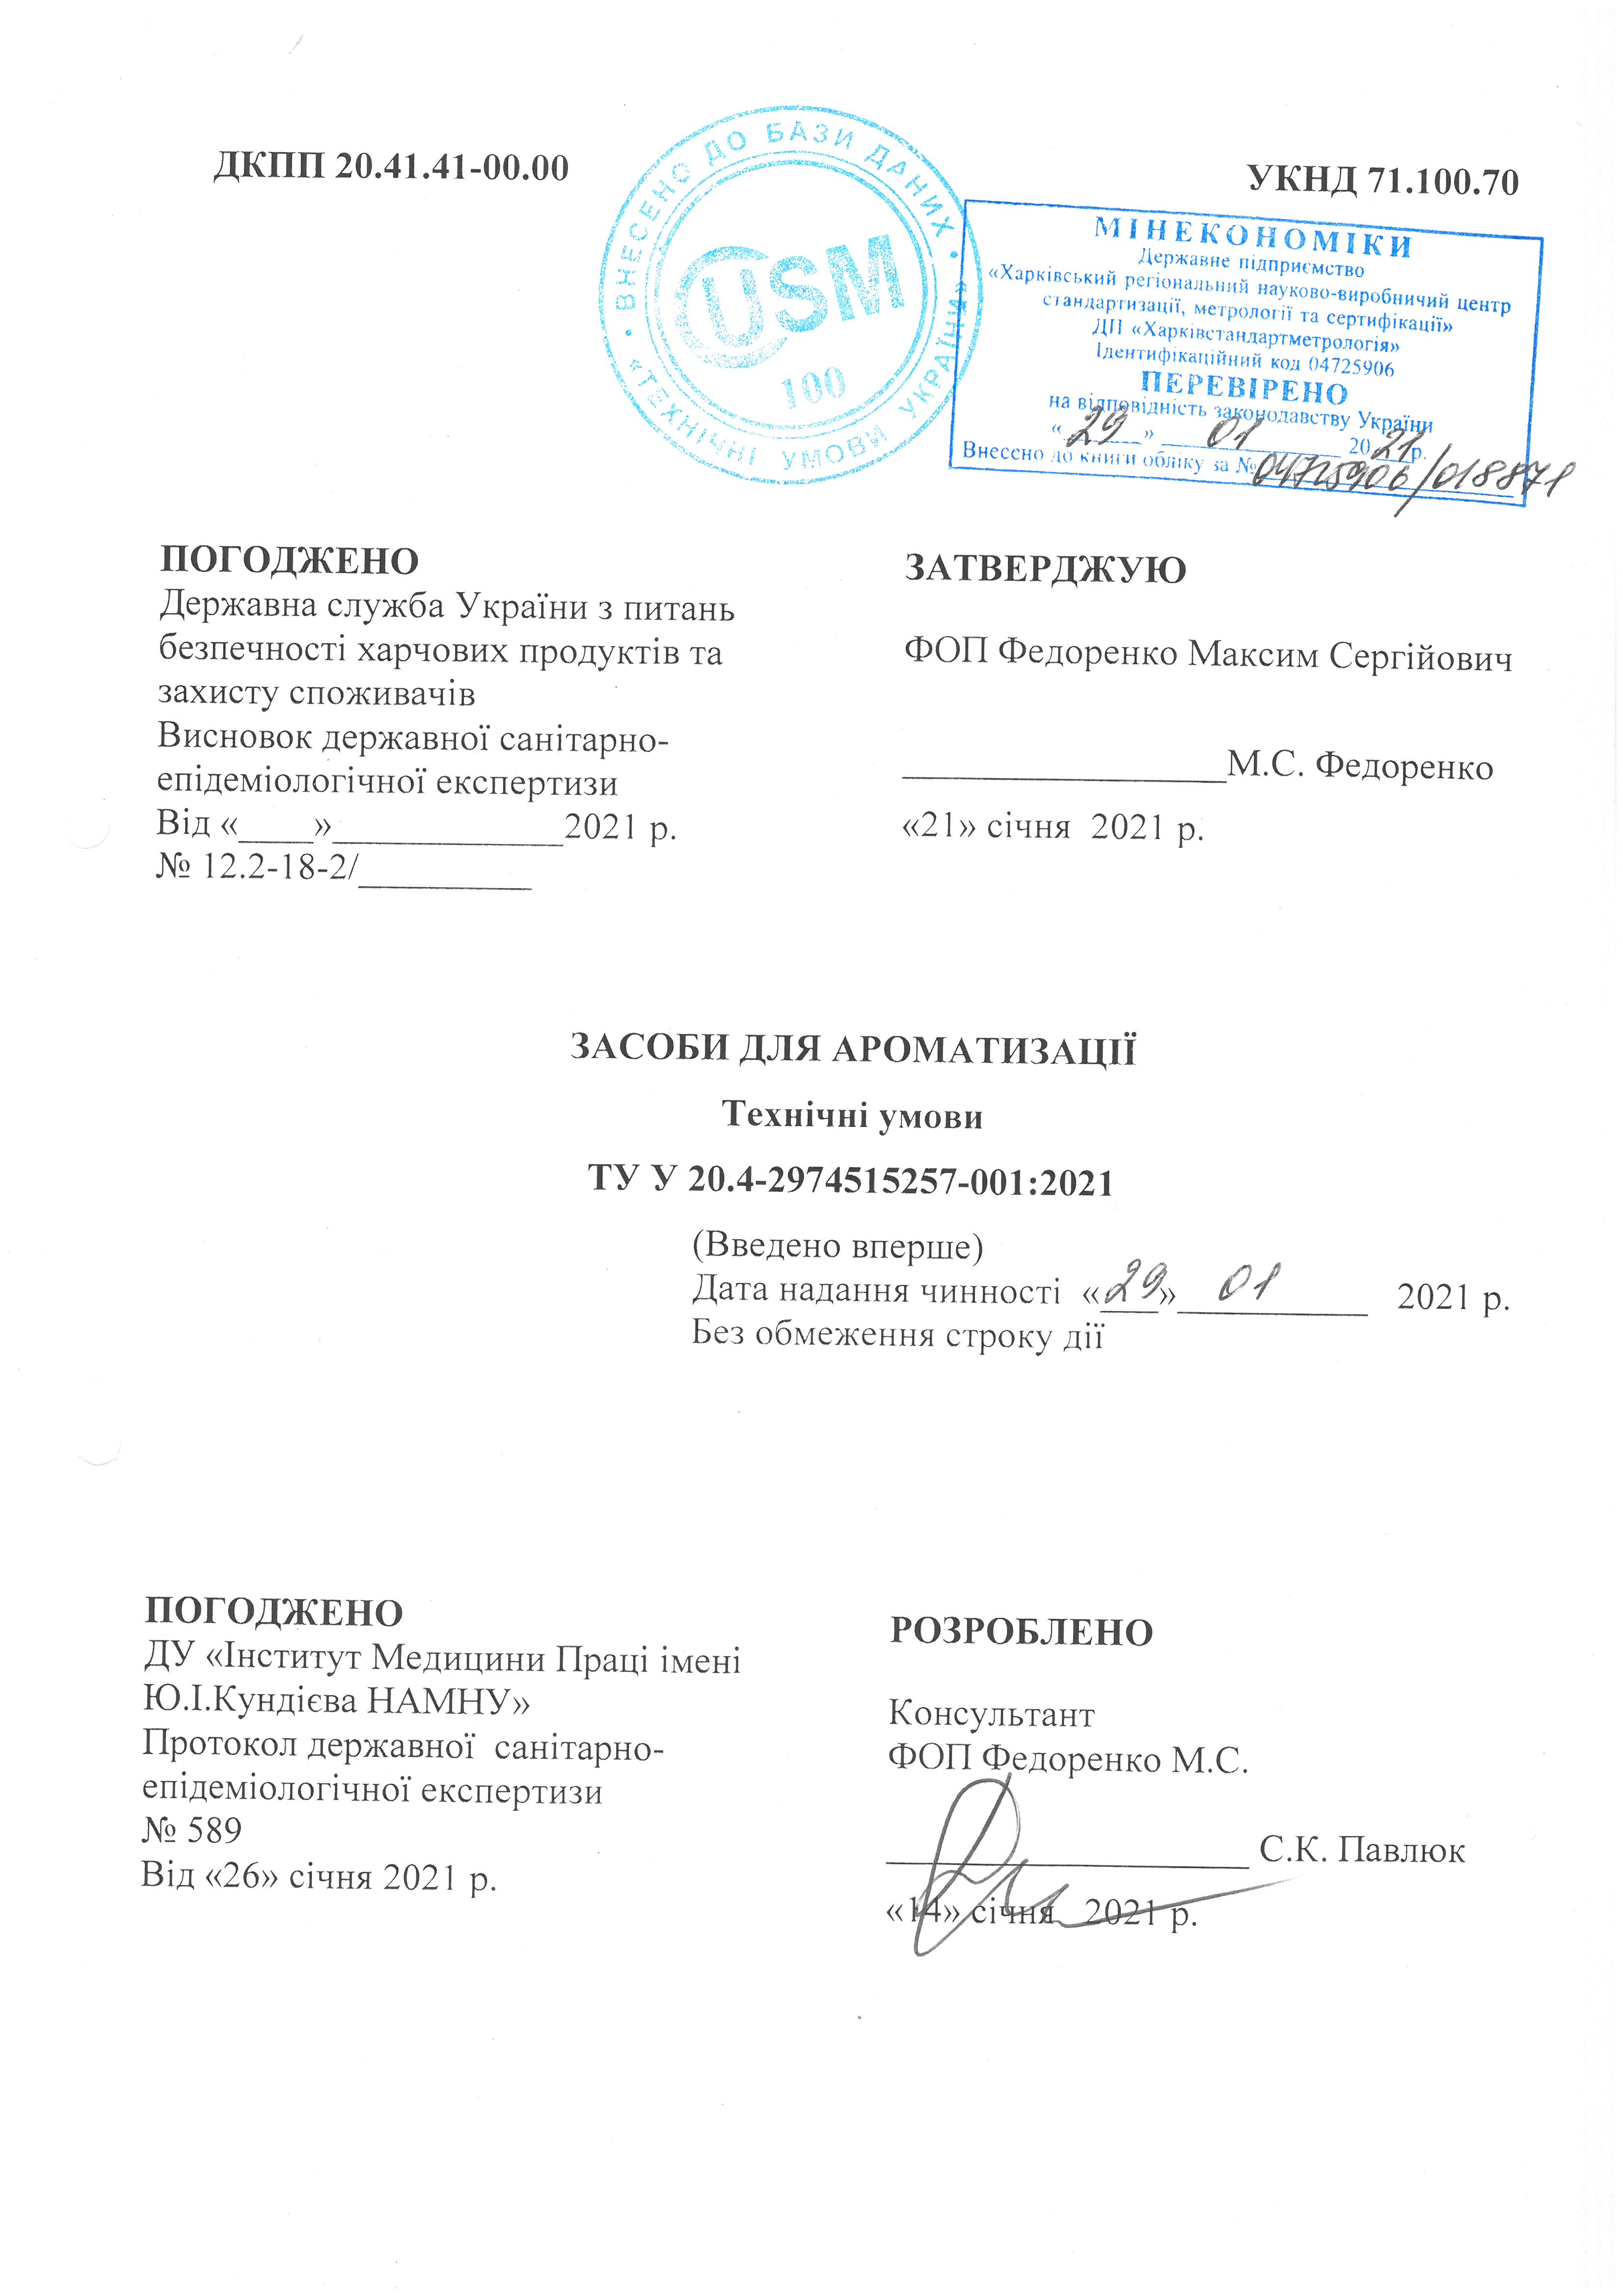 ДКПП 20.41.41-00.00
УКНД 71.100.70
• ВНЕСЕНО ДО БАЗИ ДАНИХ • «ТЕХНІЧНІ УМОВИ УКРАЇНИ»
USM
100
МІНЕКОНОМІКИ
Державне підприємство
«Харківський регіональний науково-виробничий центр
стандартизації, метрології та сертифікації»
ДП «Харківстандартметрологія»
Ідентифікаційний код 04725906
ПЕРЕВІРЕНО
на відповідність законодавству України
«29» 01 2021р.
Внесено до книги обліку за № 04725906/018871
ПОГОДЖЕНО
Державна служба України з питань
безпечності харчових продуктів та
захисту споживачів
Висновок державної санітарно-
епідеміологічної експертизи
Від «____»____________2021 р.
№ 12.2-18-2/_________
ЗАТВЕРДЖУЮ
ФОП Федоренко Максим Сергійович
_________________М.С. Федоренко
«21» січня 2021 р.
ЗАСОБИ ДЛЯ АРОМАТИЗАЦІЇ
Технічні умови
ТУ У 20.4-2974515257-001:2021
(Введено вперше)
Дата надання чинності «29» 01 2021 р.
Без обмеження строку дії
ПОГОДЖЕНО
ДУ «Інститут Медицини Праці імені
Ю.І.Кундієва НАМНУ»
Протокол державної санітарно-
епідеміологічної експертизи
№ 589
Від «26» січня 2021 р.
РОЗРОБЛЕНО
Консультант
ФОП Федоренко М.С.
___________________ С.К. Павлюк
«14» січня 2021 р.